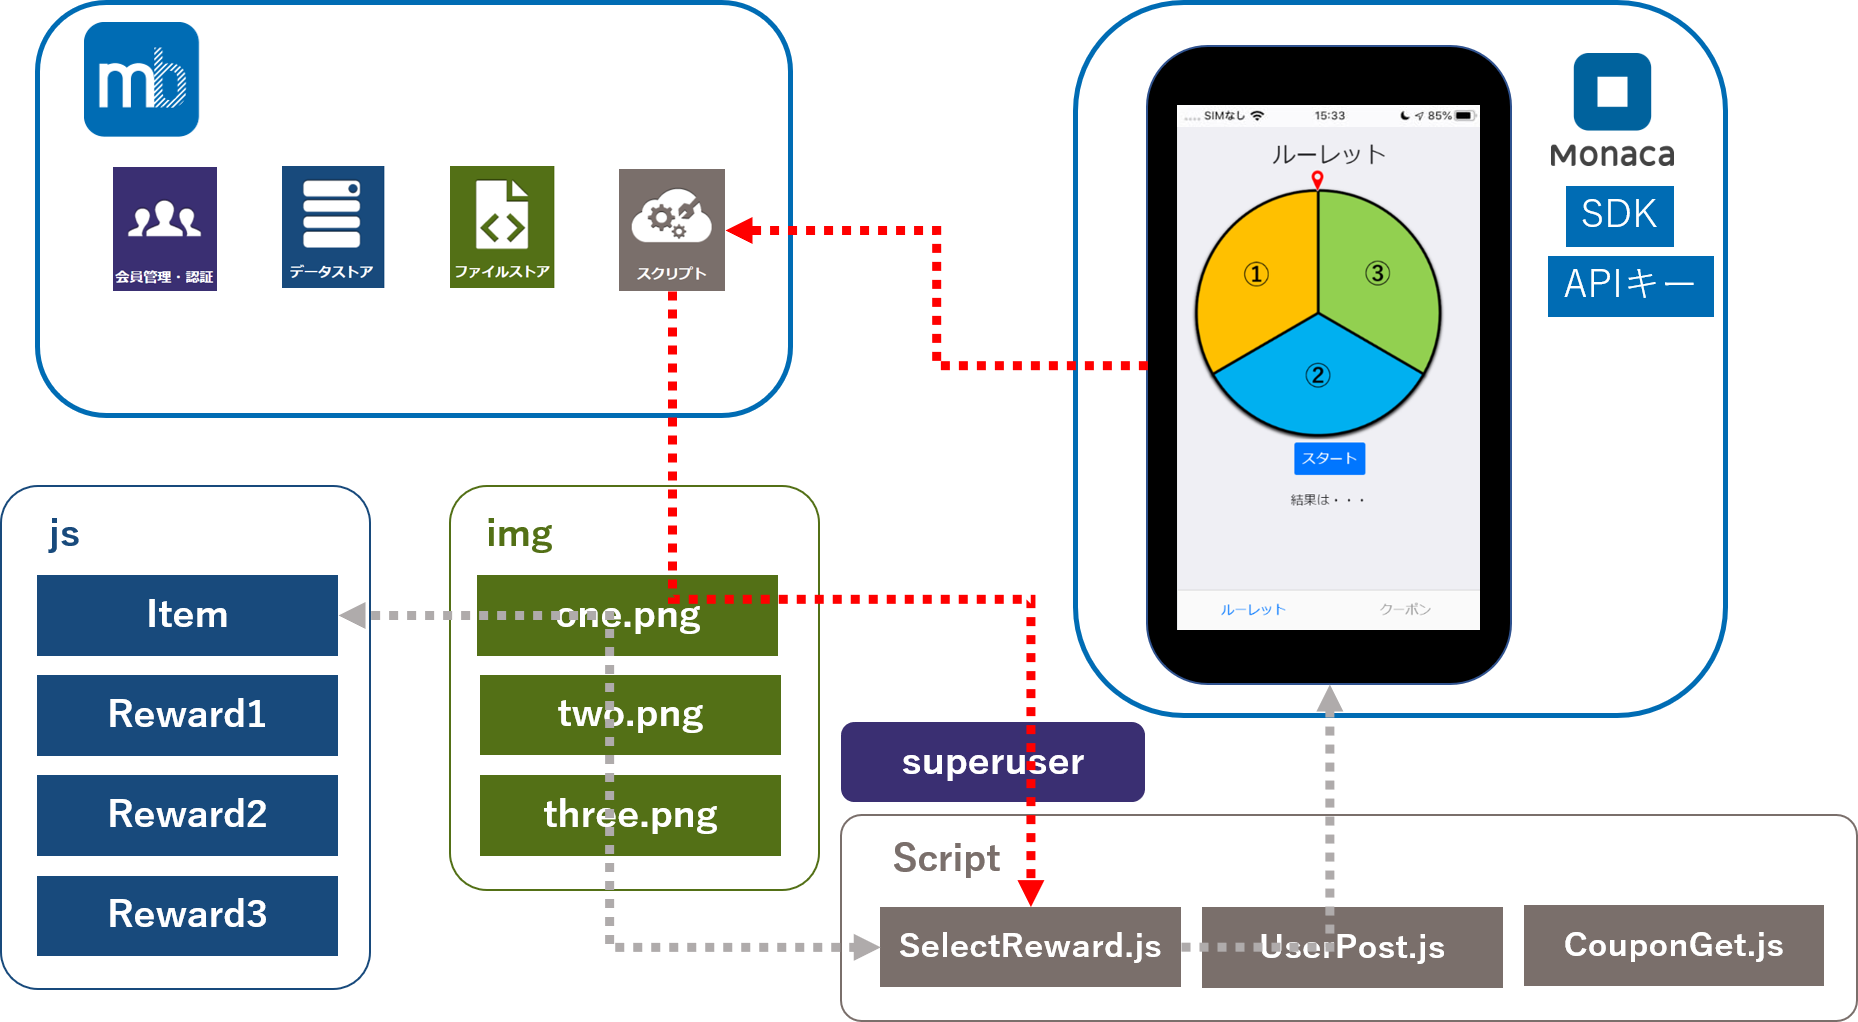 mb
会員管理・認証
データストア
ファイルストア
スクリプト
SIMなし
15:33
85%
ルーレット
①
③
②
スタート
結果は・・・
ルーレット
クーポン
Monaca
SDK
APIキー
js
Item
Reward1
Reward2
Reward3
img
one.png
two.png
three.png
superuser
Script
SelectReward.js
UserPost.js
CouponGet.js